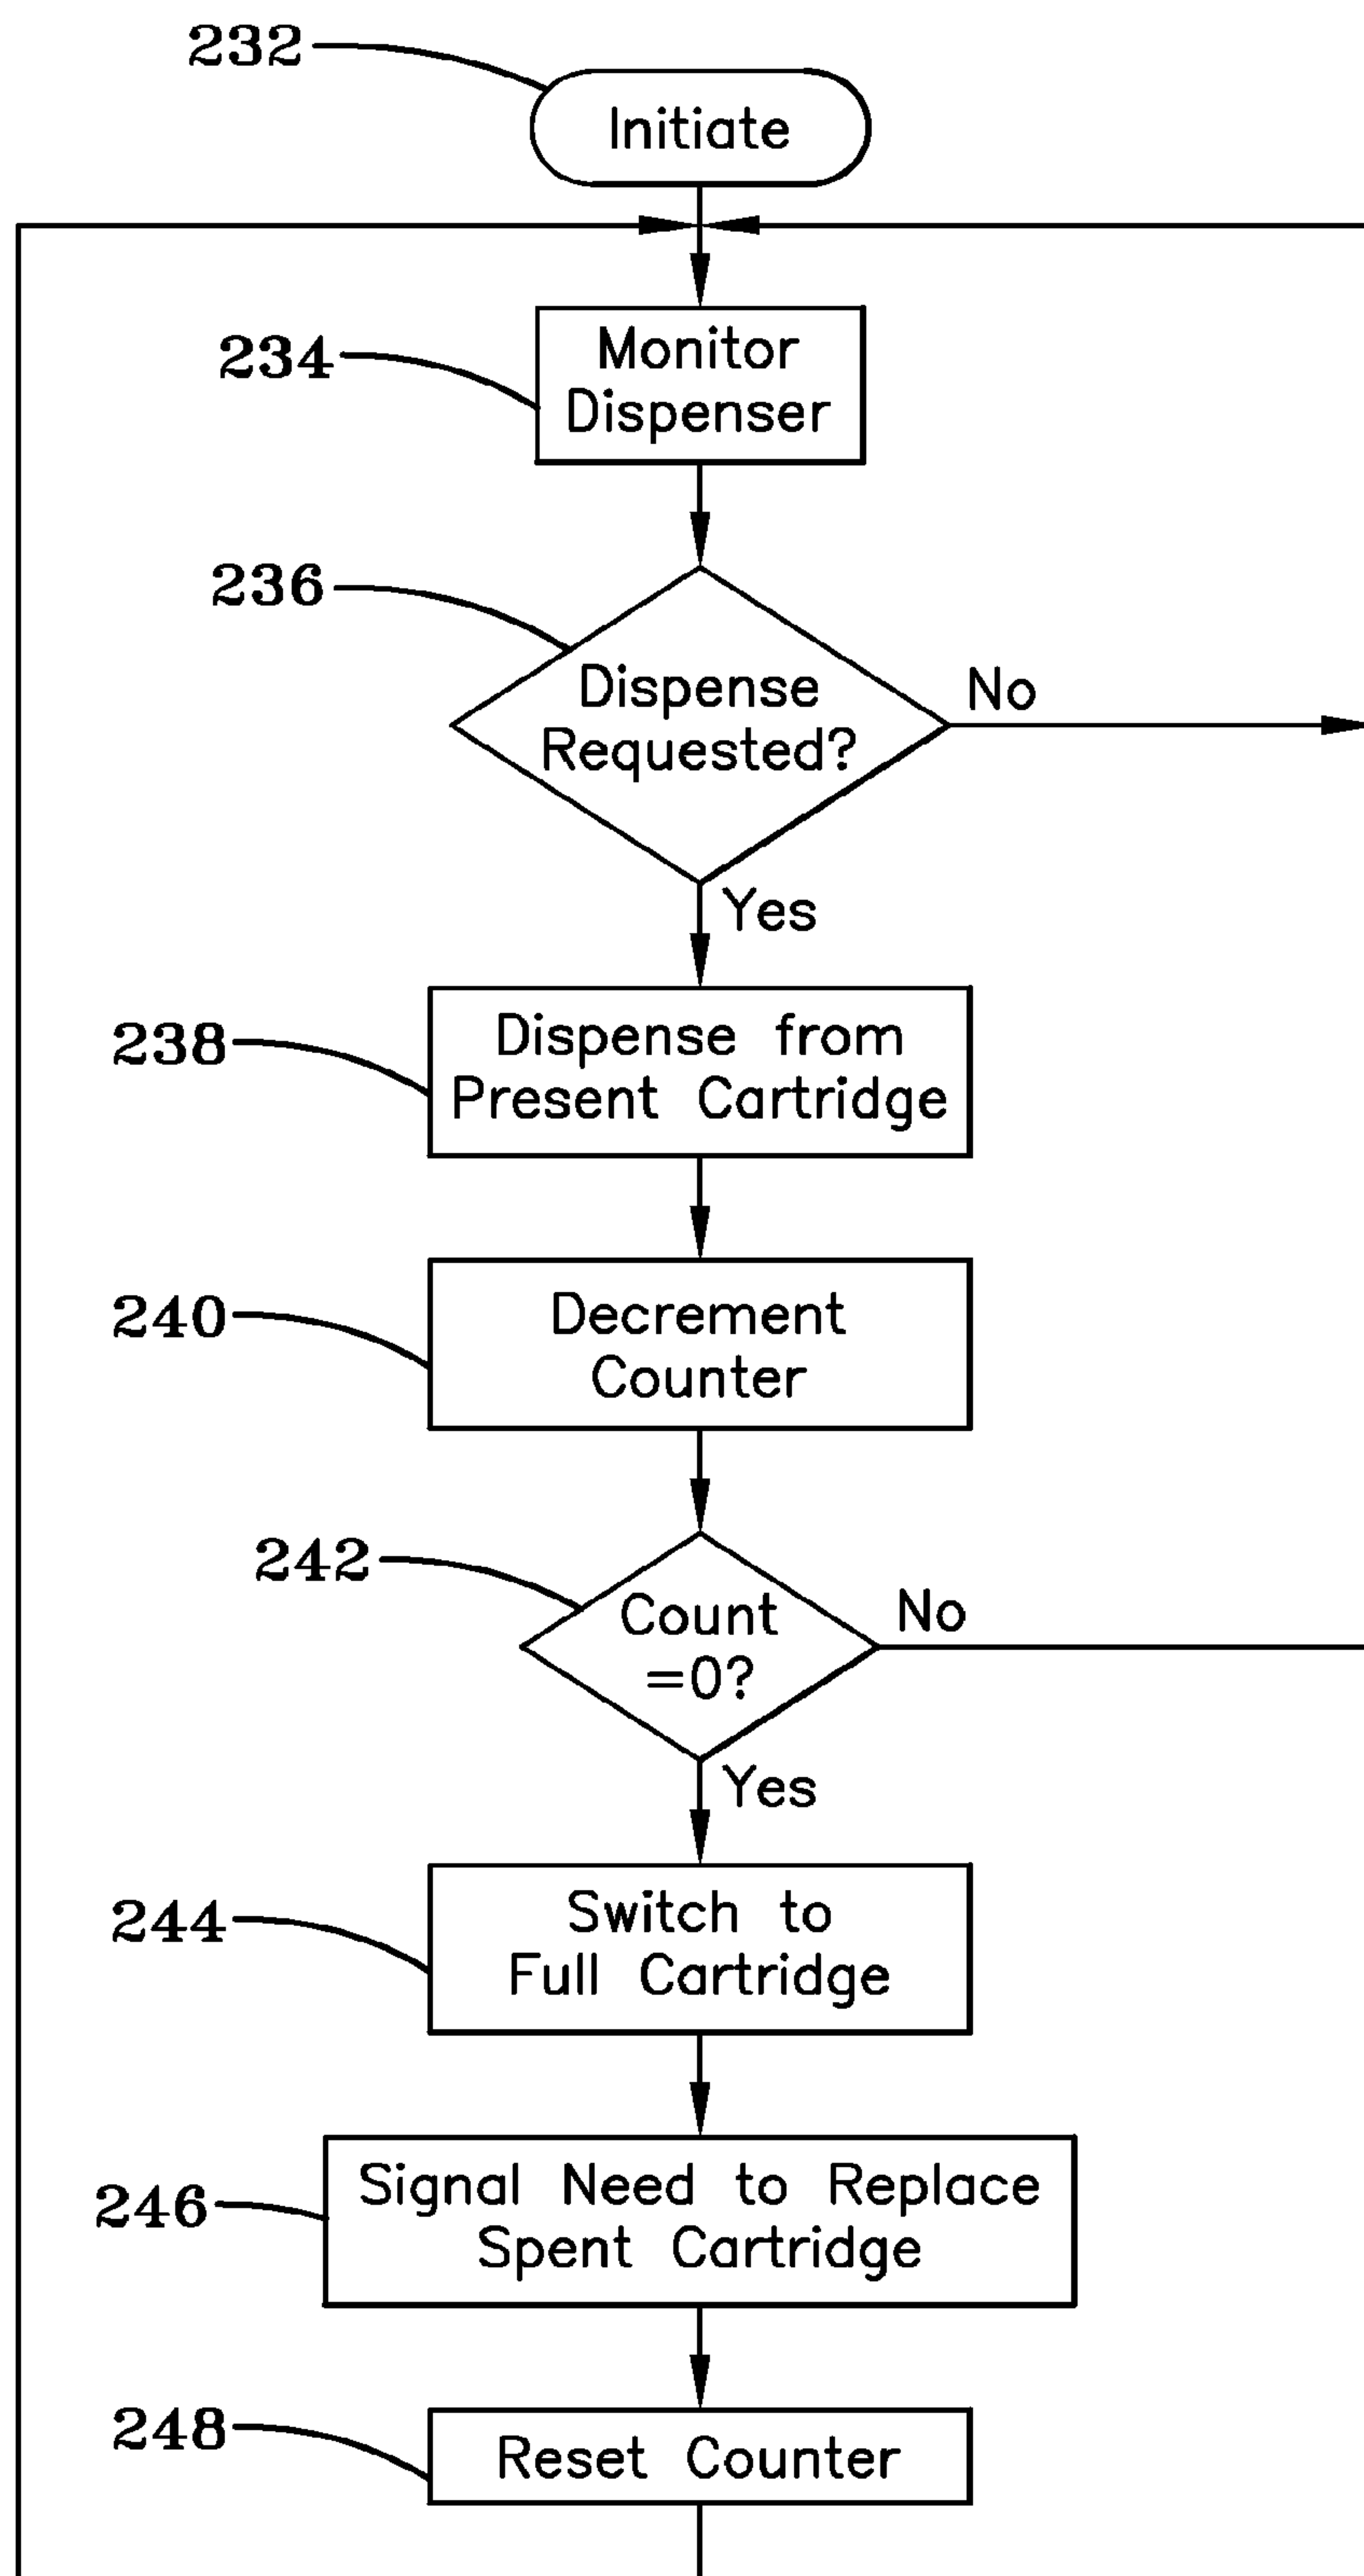 232
Initiate
234
Monitor
Dispenser
236
Dispense
Requested?
No
Yes
238
Dispense from
Present Cartridge
240
Decrement
Counter
242
Count
=0?
No
Yes
244
Switch to
Full Cartridge
246
Signal Need to Replace
Spent Cartridge
248
Reset Counter